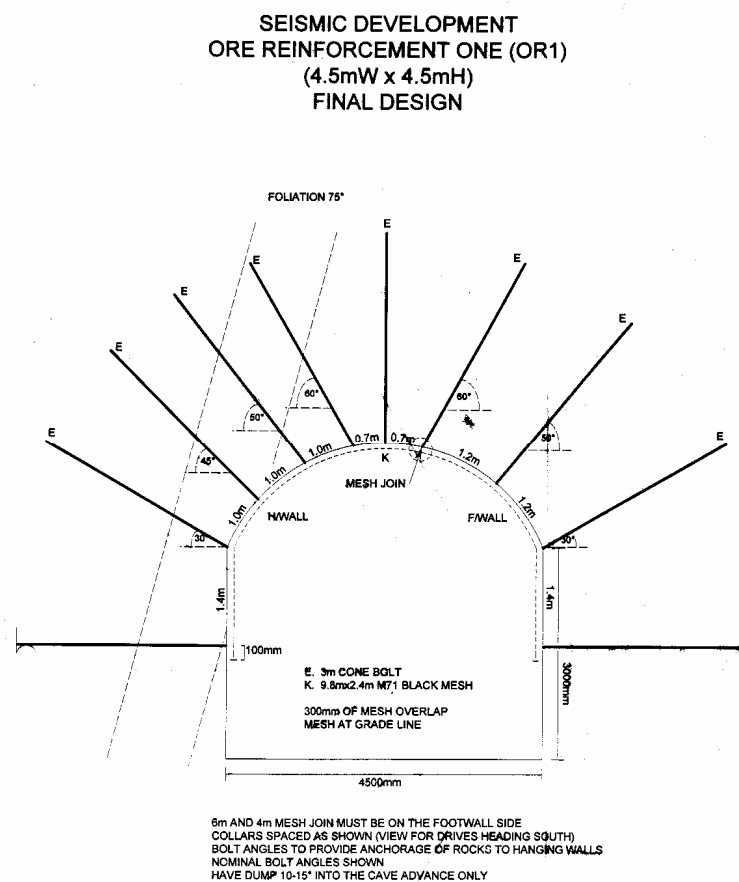 SEISMIC DEVELOPMENT
ORE REINFORCEMENT ONE (OR1)
(4.5mW x 4.5mH)
FINAL DESIGN
FOLIATION 75°
E
E
E
E
E
E
E
E
60°
60°
50°
50°
45°
30°
30°
0.7m
0.7m
1.0m
1.0m
1.0m
1.2m
1.2m
K
MESH JOIN
H/WALL
F/WALL
1.4m
1.4m
100mm
3000mm
E. 3m CONE BOLT
K. 9.8mx2.4m M71 BLACK MESH
300mm OF MESH OVERLAP
MESH AT GRADE LINE
4500mm
6m AND 4m MESH JOIN MUST BE ON THE FOOTWALL SIDE
COLLARS SPACED AS SHOWN (VIEW FOR DRIVES HEADING SOUTH)
BOLT ANGLES TO PROVIDE ANCHORAGE OF ROCKS TO HANGING WALLS
NOMINAL BOLT ANGLES SHOWN
HAVE DUMP 10-15° INTO THE CAVE ADVANCE ONLY